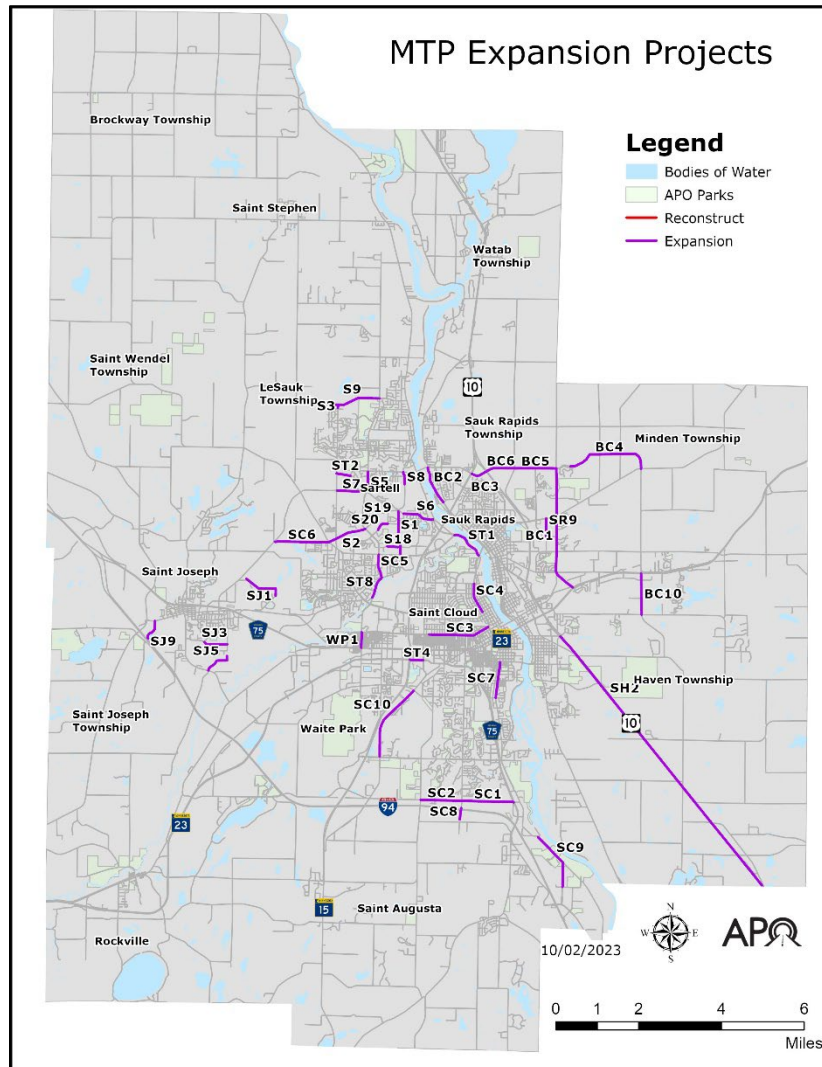 MTP Expansion Projects
Legend
Bodies of Water
APO Parks
Reconstruct
Expansion
Brockway Township
Saint Stephen
Watab
Township
Saint Wendel
Township
LeSauk
Township
S9
S3
10
Sauk Rapids
Township
Minden Township
BC4
BC6 BC5
BC3
ST2
S7
S5
Sartell
S8
BC2
S19
S20
S6
S1
Sauk Rapids
SR9
BC1
SC6
S2
S18
ST1
SC5
Saint Joseph
ST8
SC4
BC10
SJ1
Saint Cloud
SJ9
SJ3
75
SJ5
WP1
SC3
23
ST4
SC7
SH2
Haven Township
10
Saint Joseph
Township
SC10
Waite Park
75
SC2 SC1
94
SC8
23
SC9
15
Saint Augusta
Rockville
10/02/2023
N
W E
S
APO
0 1 2 4 6
Miles